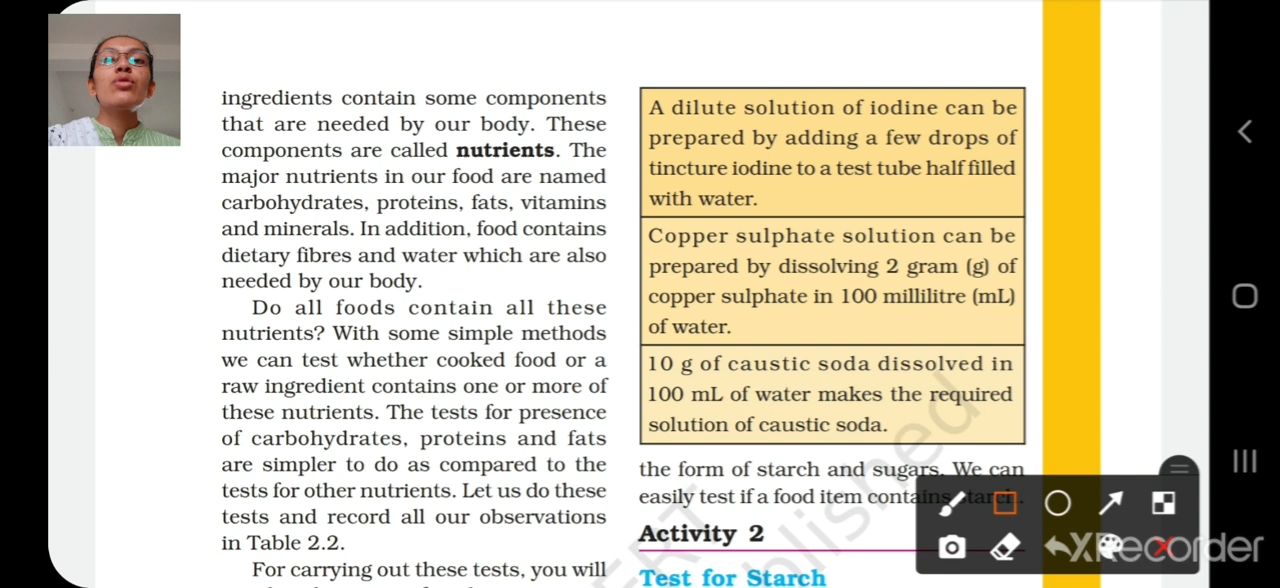 ingredients contain some components
that are needed by our body. These
components are called nutrients. The
major nutrients in our food are named
carbohydrates, proteins, fats, vitamins
and minerals. In addition, food contains
dietary fibres and water which are also
needed by our body.
Do all foods contain all these
nutrients? With some simple methods
we can test whether cooked food or a
raw ingredient contains one or more of
these nutrients. The tests for presence
of carbohydrates, proteins and fats
are simpler to do as compared to the
tests for other nutrients. Let us do these
tests and record all our observations
in Table 2.2.
For carrying out these tests, you will
A dilute solution of iodine can be
prepared by adding a few drops of
tincture iodine to a test tube half filled
with water.
Copper sulphate solution can be
prepared by dissolving 2 gram (g) of
copper sulphate in 100 millilitre (mL)
of water.
10 g of caustic soda dissolved in
100 mL of water makes the required
solution of caustic soda.
the form of starch and sugars. We can
easily test if a food item contains starch.
Activity 2
Test for Starch
XRecorder